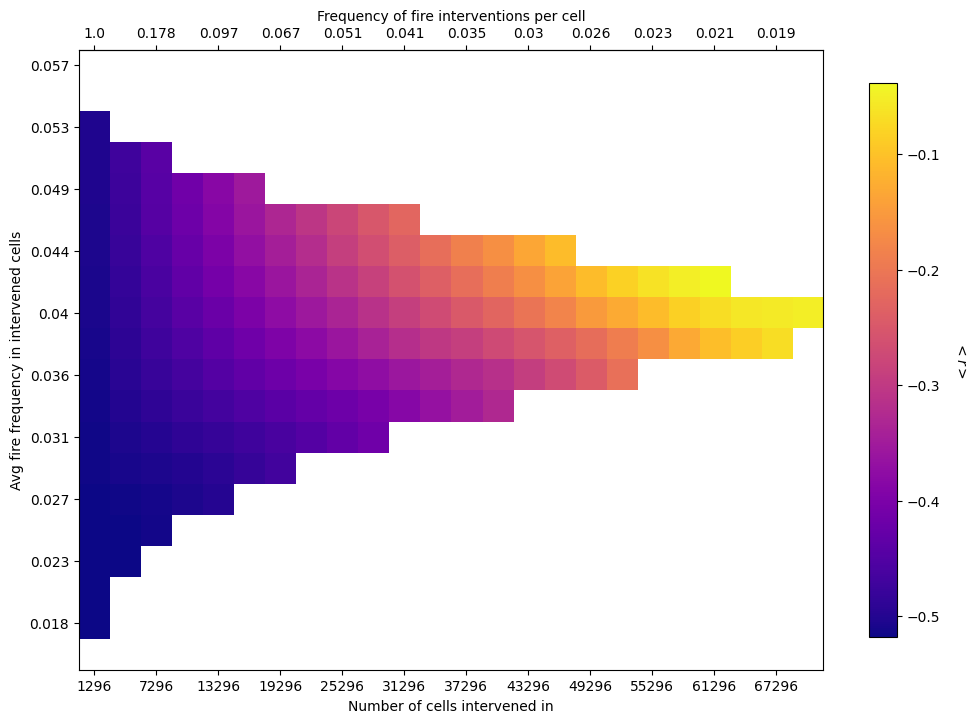 Frequency of fire interventions per cell
1.0 0.178 0.097 0.067 0.051 0.041 0.035 0.03 0.026 0.023 0.021 0.019
Avg fire frequency in intervened cells
0.057
0.053
0.049
0.044
0.04
0.036
0.031
0.027
0.023
0.018
1296 7296 13296 19296 25296 31296 37296 43296 49296 55296 61296 67296
Number of cells intervened in
−0.1
−0.2
−0.3
−0.4
−0.5
< r >